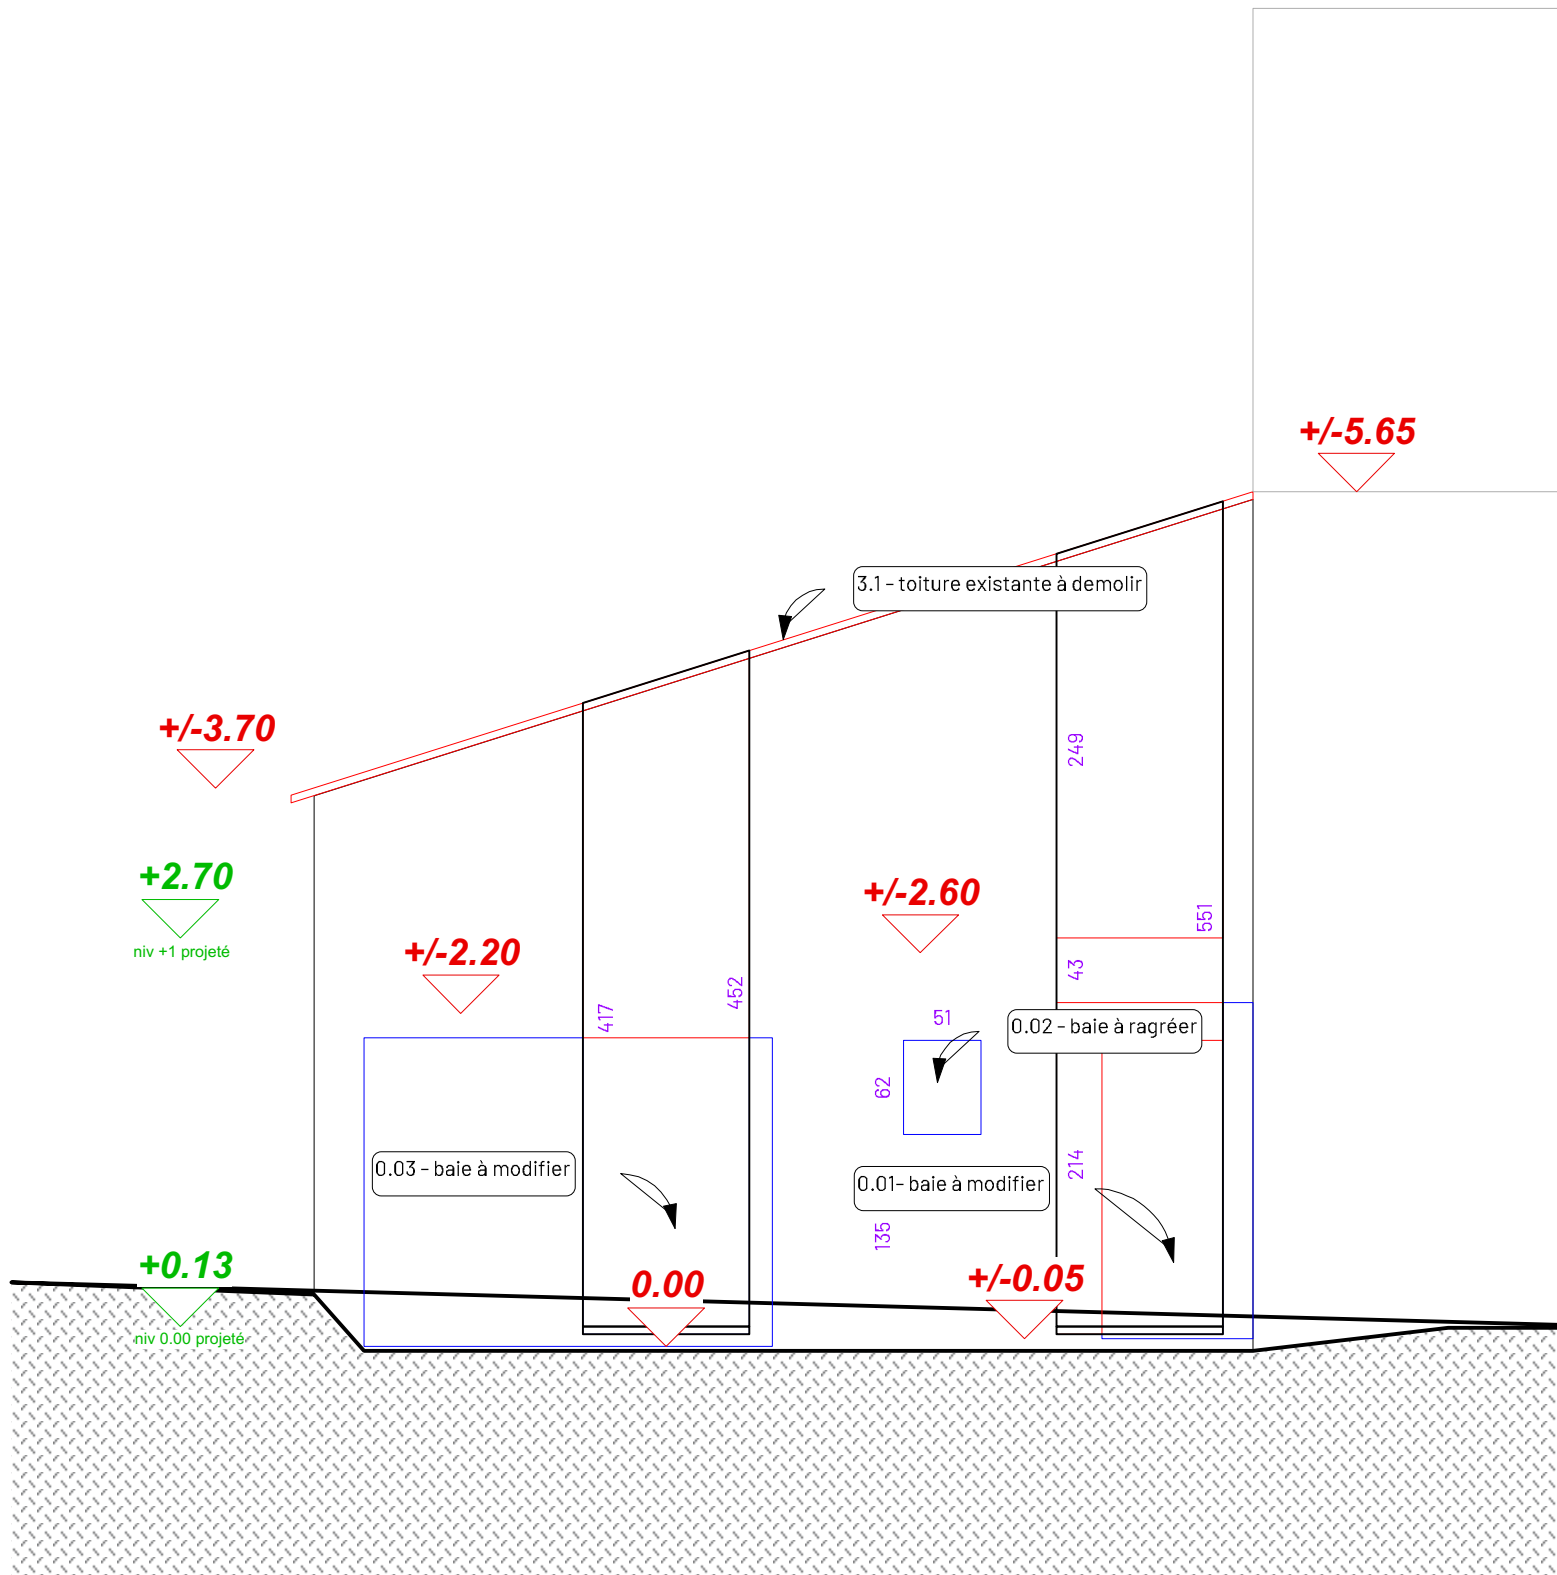 +/-5.65
3.1 - toiture existante à demolir
+/-3.70
249
+2.70
niv +1 projeté
+/-2.60
551
+/-2.20
43
452
417
51
0.02 - baie à ragréer
62
0.03 - baie à modifier
214
0.01- baie à modifier
135
+0.13
niv 0.00 projeté
0.00
+/-0.05